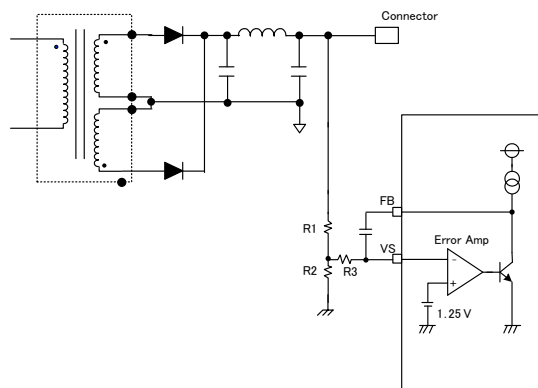 Connector
FB
R1
Error Amp
VS
R2
R3
-
+
1.25 V